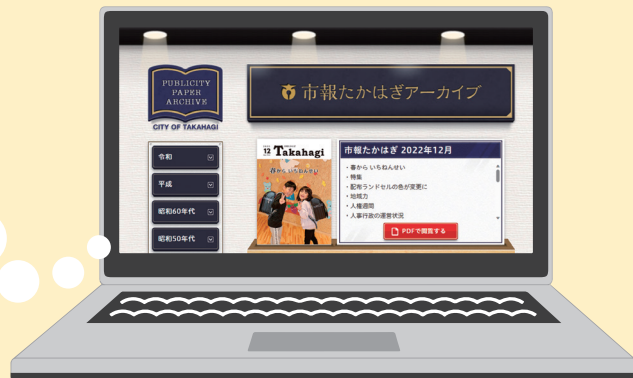 PUBLICITY
PAPER
ARCHIVE
CITY OF TAKAHAGI
市報たかはぎアーカイブ
令和
平成
昭和60年代
昭和50年代
12 Takahagi
春から いちねんせい
市報たかはぎ 2022年12月
・春から いちねんせい
・特集
・配布ランドセルの色が変更に
・地域力
・人権週間
・人事行政の運営状況
PDFで閲覧する